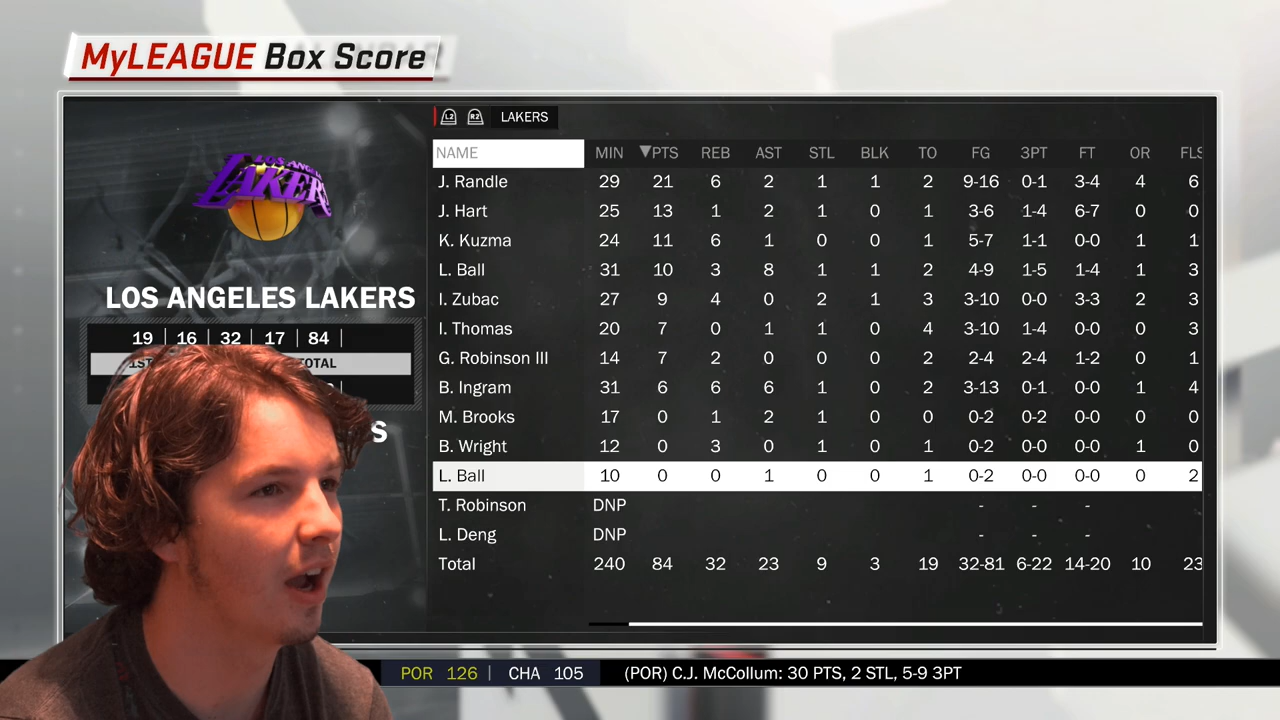 MyLEAGUE Box Score
L2 R2 LAKERS
NAME MIN ▼PTS REB AST STL BLK TO FG 3PT FT OR FLS
J. Randle 29 21 6 2 1 1 2 9-16 0-1 3-4 4 6
J. Hart 25 13 1 2 1 0 1 3-6 1-4 6-7 0 0
K. Kuzma 24 11 6 1 0 0 1 5-7 1-1 0-0 1 1
L. Ball 31 10 3 8 1 1 2 4-9 1-5 1-4 1 3
I. Zubac 27 9 4 0 2 1 3 3-10 0-0 3-3 2 3
I. Thomas 20 7 0 1 1 0 4 3-10 1-4 0-0 0 3
G. Robinson III 14 7 2 0 0 0 2 2-4 2-4 1-2 0 1
B. Ingram 31 6 6 6 1 0 2 3-13 0-1 0-0 1 4
M. Brooks 17 0 1 2 1 0 0 0-2 0-2 0-0 0 0
B. Wright 12 0 3 0 1 0 1 0-2 0-0 0-0 1 0
L. Ball 10 0 0 1 0 0 1 0-2 0-0 0-0 0 2
T. Robinson DNP - - -
L. Deng DNP - - -
Total 240 84 32 23 9 3 19 32-81 6-22 14-20 10 23
LOS ANGELES
LAKERS
LOS ANGELES LAKERS
19 16 32 17 84
1ST TOTAL
S
POR 126 CHA 105 (POR) C.J. McCollum: 30 PTS, 2 STL, 5-9 3PT